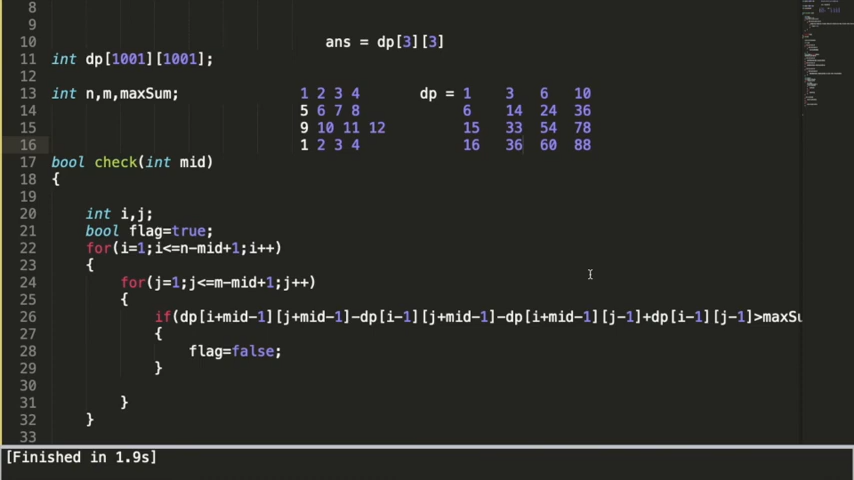 8
9
10 ans = dp[3][3]
11 int dp[1001][1001];
12
13 int n,m,maxSum; 1 2 3 4 dp = 1 3 6 10
14 5 6 7 8 6 14 24 36
15 9 10 11 12 15 33 54 78
16 1 2 3 4 16 36 60 88
17 bool check(int mid)
18 {
19
20 int i,j;
21 bool flag=true;
22 for(i=1;i<=n-mid+1;i++)
23 {
24 for(j=1;j<=m-mid+1;j++)
25 {
26 if(dp[i+mid-1][j+mid-1]-dp[i-1][j+mid-1]-dp[i+mid-1][j-1]+dp[i-1][j-1]>maxSu
27 {
28 flag=false;
29 }
30
31 }
32 }
33
[Finished in 1.9s]